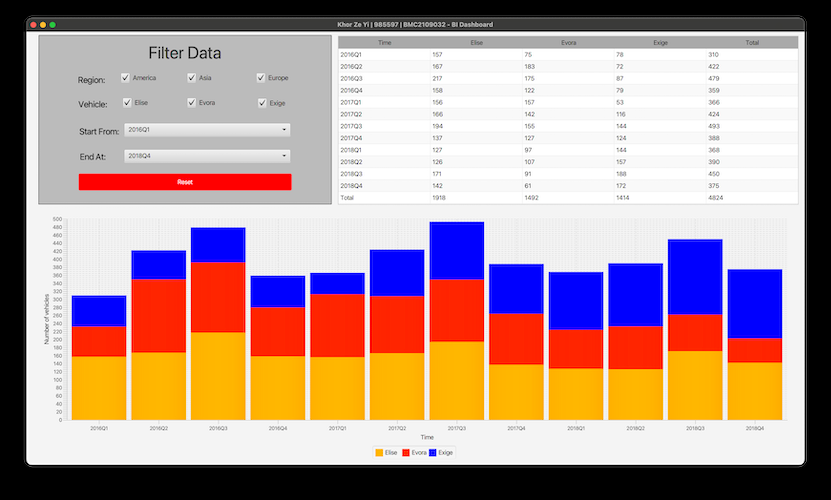 Kher Ze Yi | 985597 | BMC2109032 - BI Dashboard
Filter Data
Region: America Asia Europe
Vehicle: Elise Evora Exige
Start From: 2016Q1
End At: 2018Q4
Reset
Time Elise Evora Exige Total
2016Q1 157 75 78 310
2016Q2 167 183 72 422
2016Q3 217 175 87 479
2016Q4 158 122 79 359
2017Q1 156 157 53 366
2017Q2 166 142 116 424
2017Q3 194 155 144 493
2017Q4 137 127 124 388
2018Q1 127 97 144 368
2018Q2 126 107 157 390
2018Q3 171 91 188 450
2018Q4 142 61 172 375
Total 1918 1492 1414 4824
500
480
460
440
420
400
380
360
340
320
300
280
260
240
220
200
180
160
140
120
100
80
60
40
20
0
Number of vehicles
2016Q1 2016Q2 2016Q3 2016Q4 2017Q1 2017Q2 2017Q3 2017Q4 2018Q1 2018Q2 2018Q3 2018Q4
Time
Elise Evora Exige